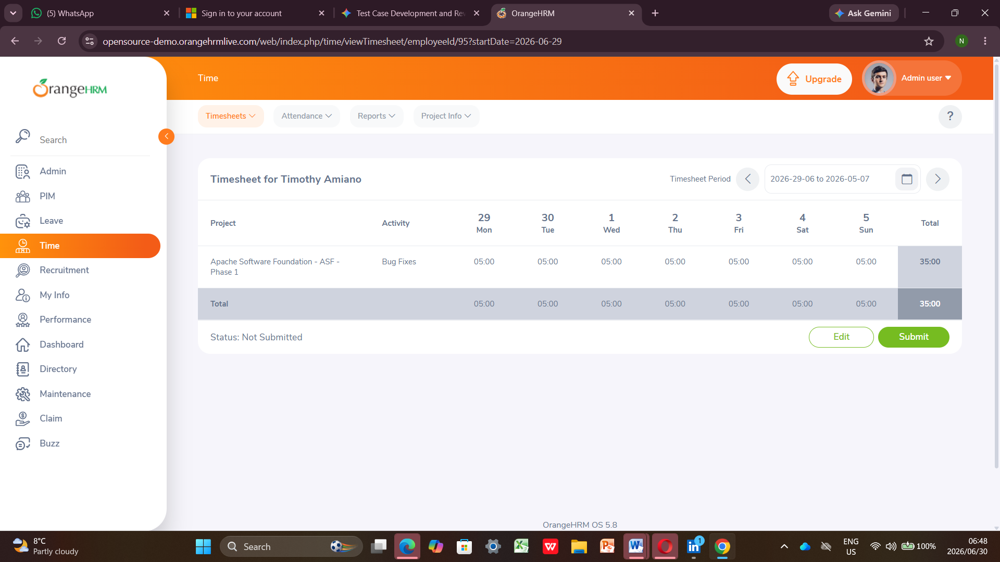 (5) WhatsApp
Sign in to your account
Test Case Development and Rev
OrangeHRM
Ask Gemini
opensource-demo.orangehrmlive.com/web/index.php/time/viewTimesheet/employeeId/95?startDate=2026-06-29
N
OrangeHRM
Time
Upgrade
Admin user
Timesheets
Attendance
Reports
Project Info
?
Search
Admin
PIM
Leave
Time
Recruitment
My Info
Performance
Dashboard
Directory
Maintenance
Claim
Buzz
Timesheet for Timothy Amiano
Timesheet Period
2026-29-06 to 2026-05-07
Project Activity 29 Mon 30 Tue 1 Wed 2 Thu 3 Fri 4 Sat 5 Sun Total
Apache Software Foundation - ASF - Bug Fixes 05:00 05:00 05:00 05:00 05:00 05:00 05:00 35:00
Phase 1
Total 05:00 05:00 05:00 05:00 05:00 05:00 05:00 35:00
Status: Not Submitted
Edit
Submit
OrangeHRM OS 5.8
8°C
Partly cloudy
Search
1
ENG
US
100%
06:48
2026/06/30